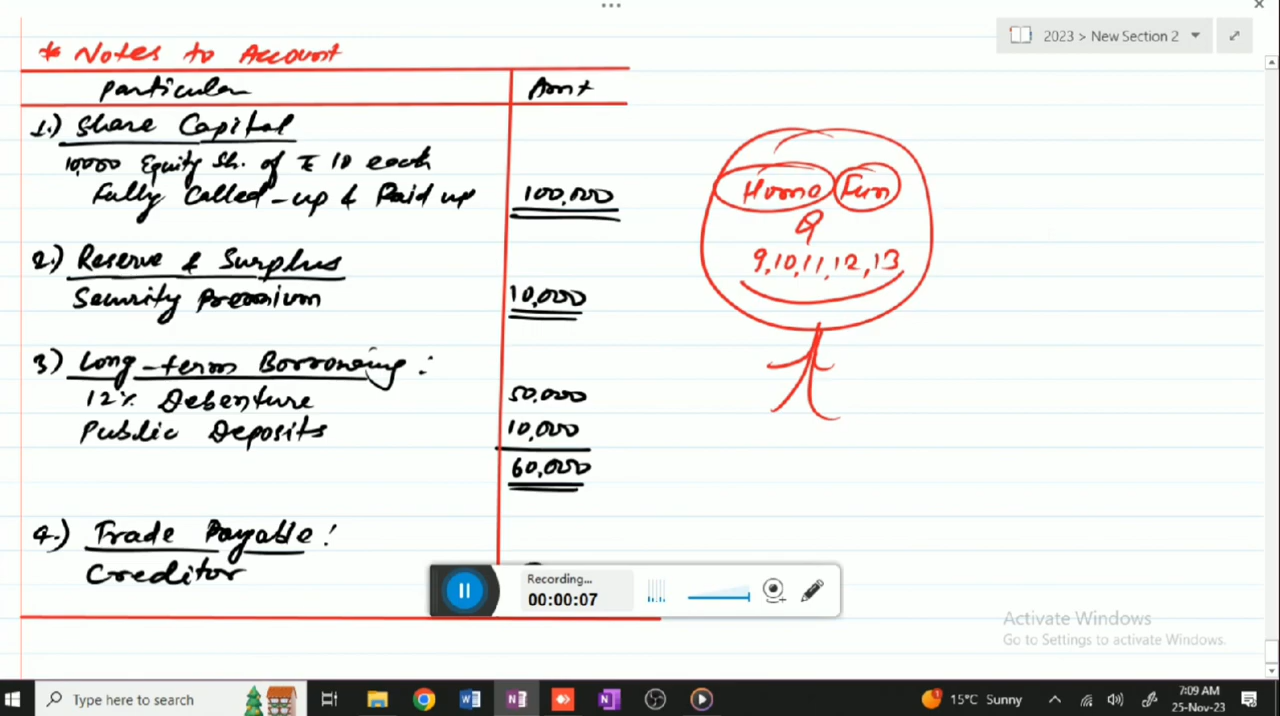 2023 > New Section 2
* Notes to Account
Particular Amt
1.) Share Capital
10,000 Equity Sh. of ₹ 10 each
Fully Called-up & Paid up 100,000
2.) Reserve & Surplus
Security Premium 10,000
3) Long-term Borrowing:
12% Debenture 50,000
Public Deposits 10,000
60,000
4.) Trade Payable:
Creditor
Home Fun
Q
9,10,11,12,13
Recording...
00:00:07
Activate Windows
Go to Settings to activate Windows.
Type here to search
15°C Sunny
7:09 AM
25-Nov-23